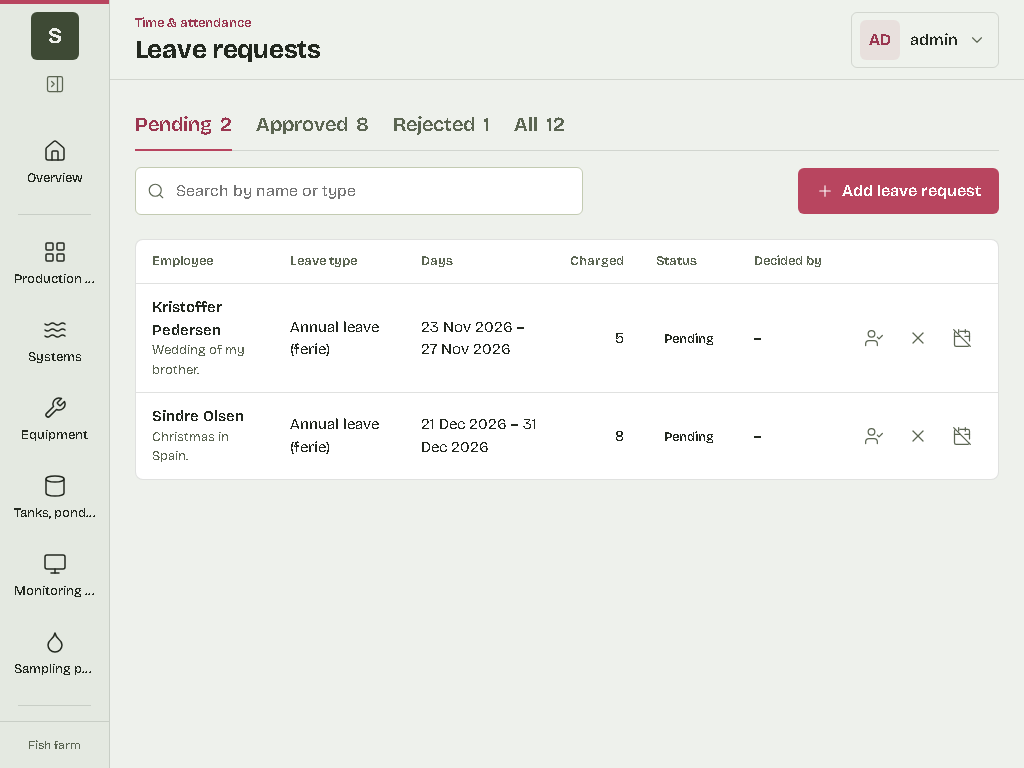 S
Overview
Production ...
Systems
Equipment
Tanks, pond...
Monitoring ...
Sampling p...
Fish farm
Time & attendance
Leave requests
AD admin
Pending 2 Approved 8 Rejected 1 All 12
Search by name or type
+ Add leave request
Employee Leave type Days Charged Status Decided by
Kristoffer
Pedersen
Wedding of my
brother.
Annual leave
(ferie)
23 Nov 2026 –
27 Nov 2026
5
Pending
–
Sindre Olsen
Christmas in
Spain.
Annual leave
(ferie)
21 Dec 2026 – 31
Dec 2026
8
Pending
–